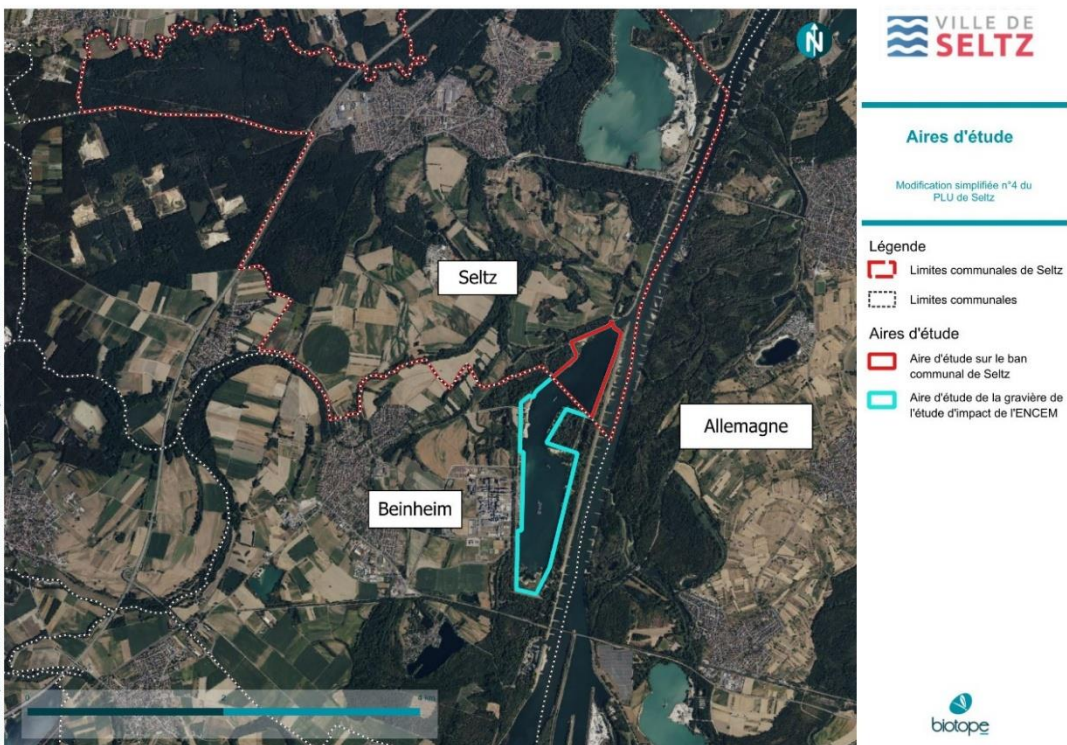 Seltz
Allemagne
Beinheim
N
VILLE DE
SELTZ
Aires d'étude
Modification simplifiée n°4 du
PLU de Seltz
Légende
Limites communales de Seltz
Limites communales
Aires d'étude
Aire d'étude sur le ban
communal de Seltz
Aire d'étude de la gravière de
l'étude d'impact de l'ENCEM
biotope